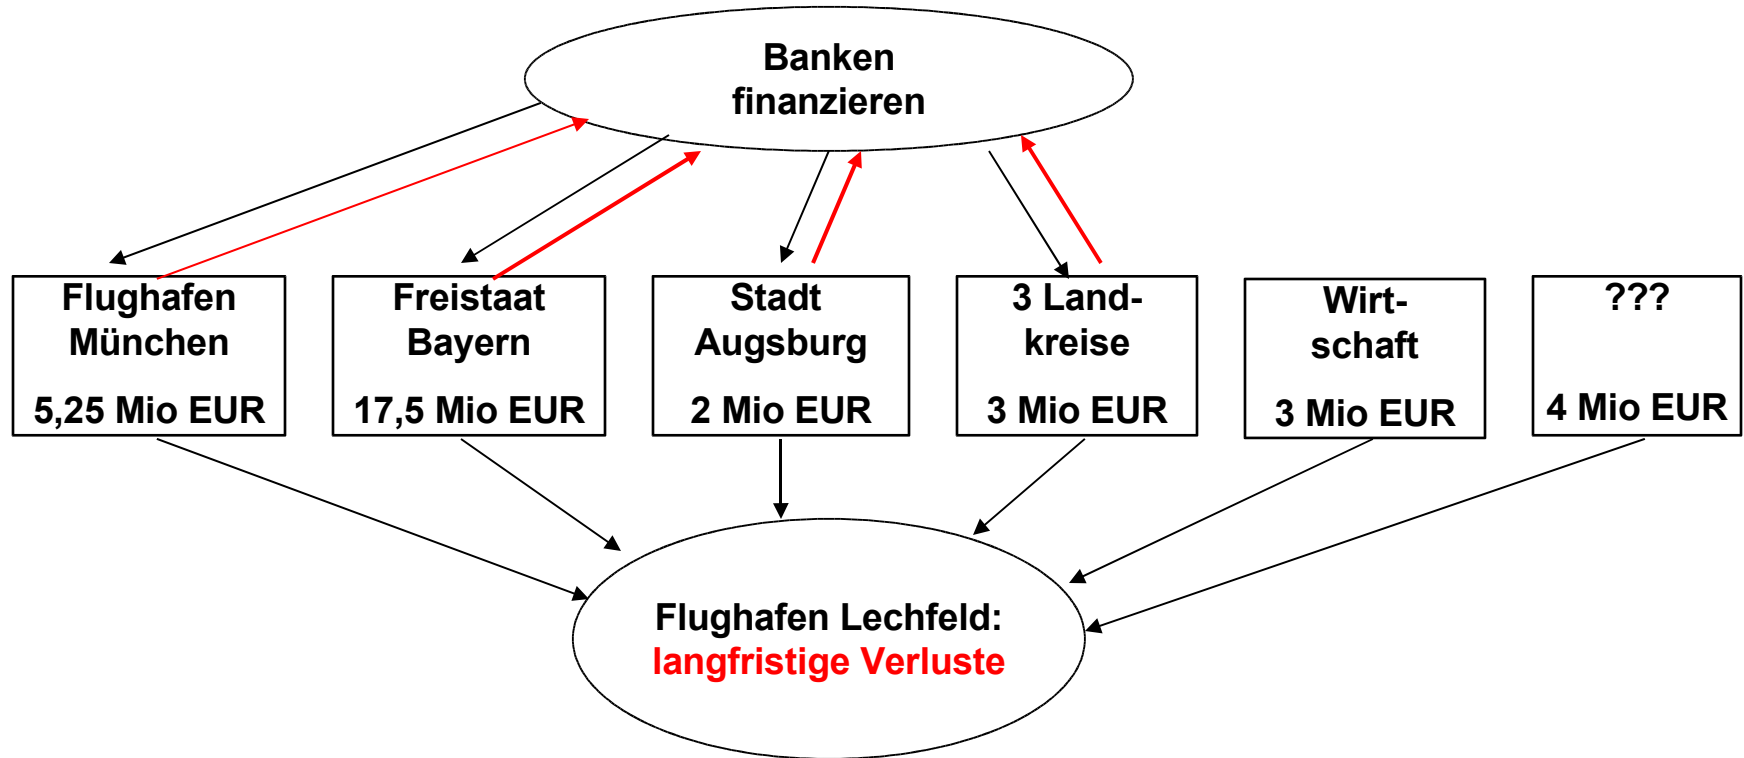 Banken
finanzieren
Flughafen
München
5,25 Mio EUR
Freistaat
Bayern
17,5 Mio EUR
Stadt
Augsburg
2 Mio EUR
3 Land-
kreise
3 Mio EUR
Wirt-
schaft
3 Mio EUR
???
4 Mio EUR
Flughafen Lechfeld:
langfristige Verluste